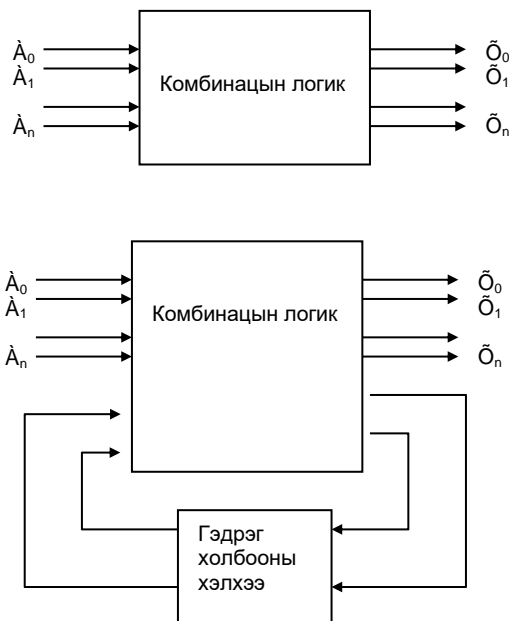 À₀
À₁
Àₙ
Комбинацын логик
Õ₀
Õ₁
Õₙ
À₀
À₁
Àₙ
Комбинацын логик
Õ₀
Õ₁
Õₙ
Гэдрэг
холбооны
хэлхээ